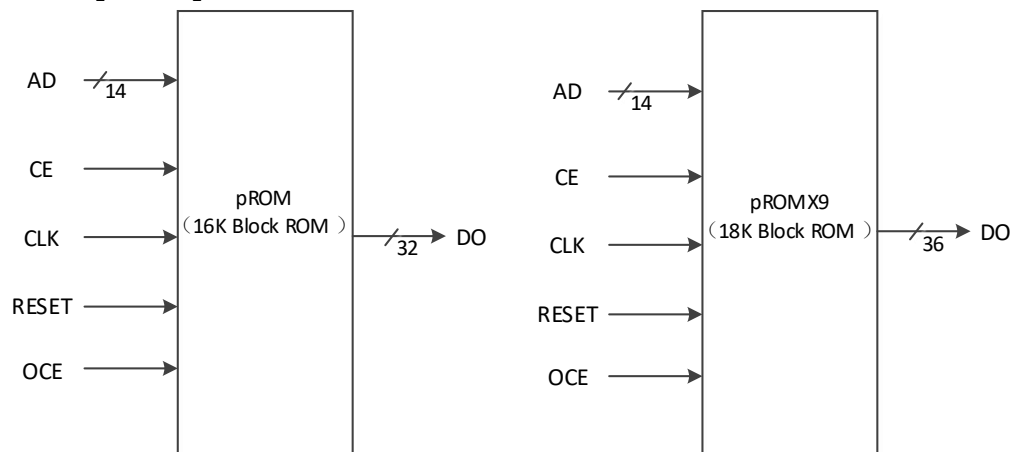 AD
14
CE
CLK
RESET
OCE
pROM
（16K Block ROM ）
32
DO
AD
14
CE
CLK
RESET
OCE
pROMX9
（18K Block ROM ）
36
DO